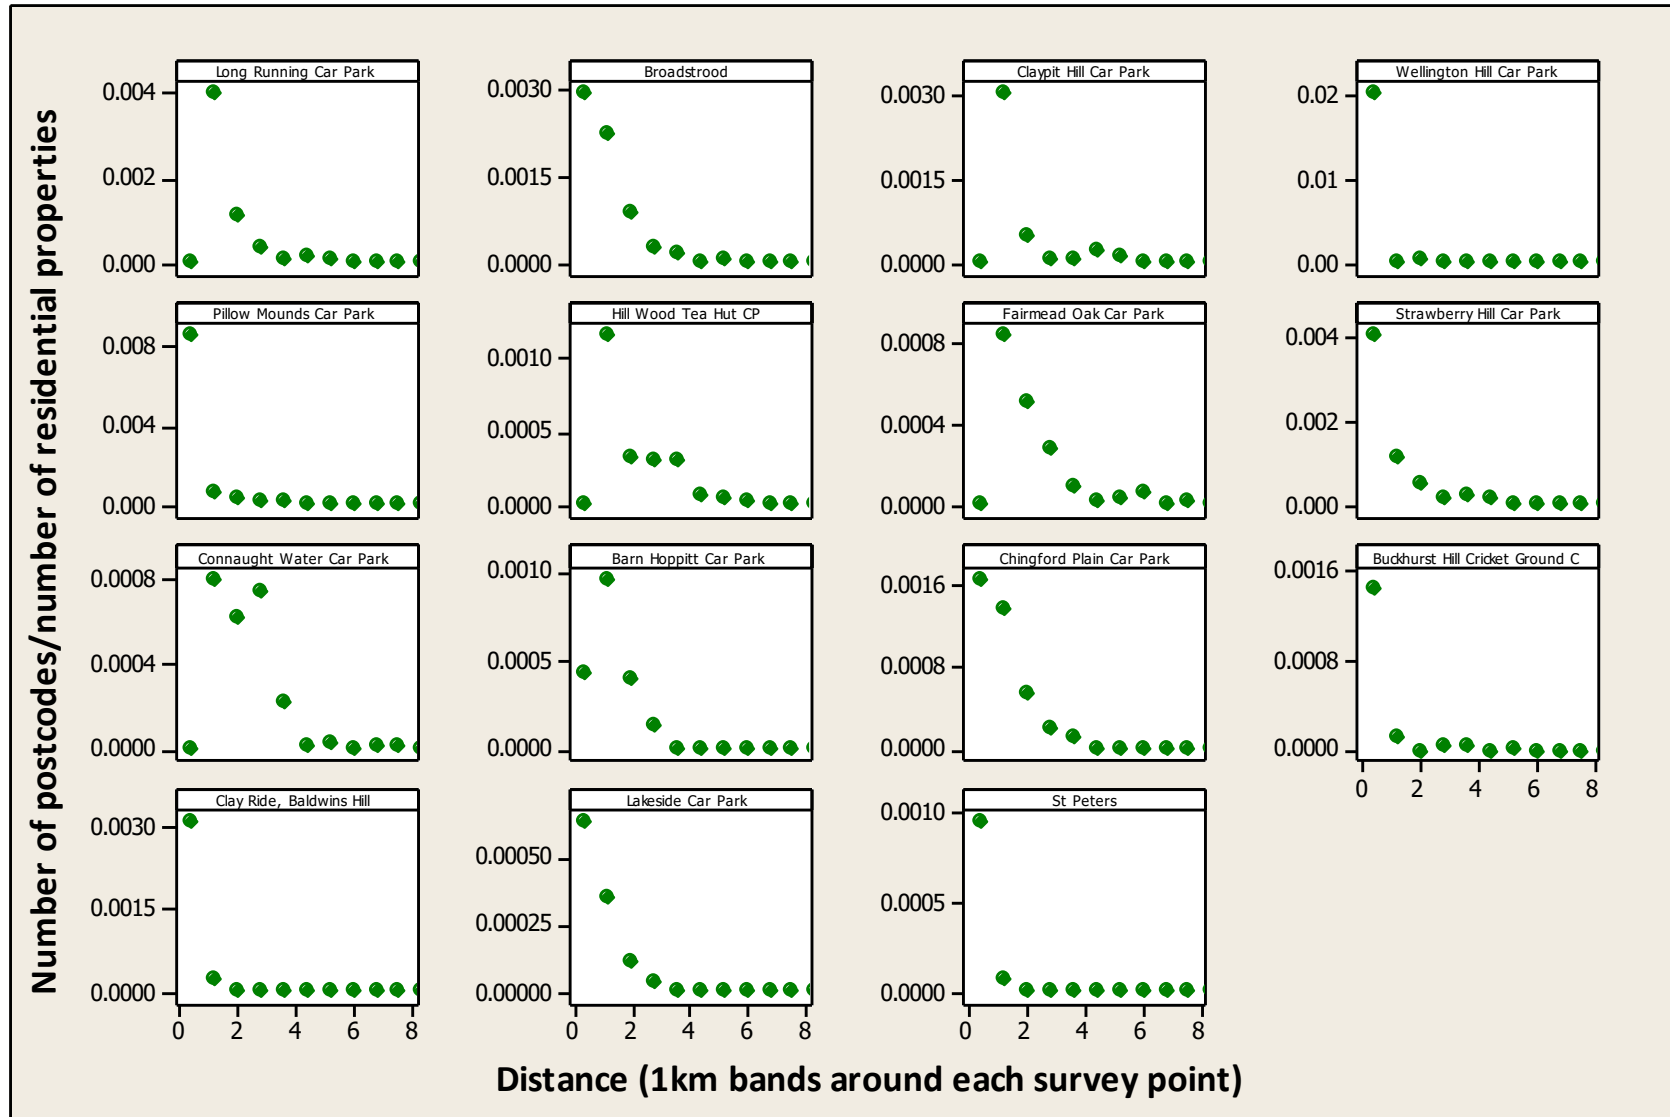 Number of postcodes/number of residential properties
Long Running Car Park
0.004
0.002
0.000
Broadstrood
0.0030
0.0015
0.0000
Claypit Hill Car Park
0.0030
0.0015
0.0000
Wellington Hill Car Park
0.02
0.01
0.00
Pillow Mounds Car Park
0.008
0.004
0.000
Hill Wood Tea Hut CP
0.0010
0.0005
0.0000
Fairmead Oak Car Park
0.0008
0.0004
0.0000
Strawberry Hill Car Park
0.004
0.002
0.000
Connaught Water Car Park
0.0008
0.0004
0.0000
Barn Hoppitt Car Park
0.0010
0.0005
0.0000
Chingford Plain Car Park
0.0016
0.0008
0.0000
Buckhurst Hill Cricket Ground C
0.0016
0.0008
0.0000
0 2 4 6 8
Clay Ride, Baldwins Hill
0.0030
0.0015
0.0000
0 2 4 6 8
Lakeside Car Park
0.00050
0.00025
0.00000
0 2 4 6 8
St Peters
0.0010
0.0005
0.0000
0 2 4 6 8
Distance (1km bands around each survey point)